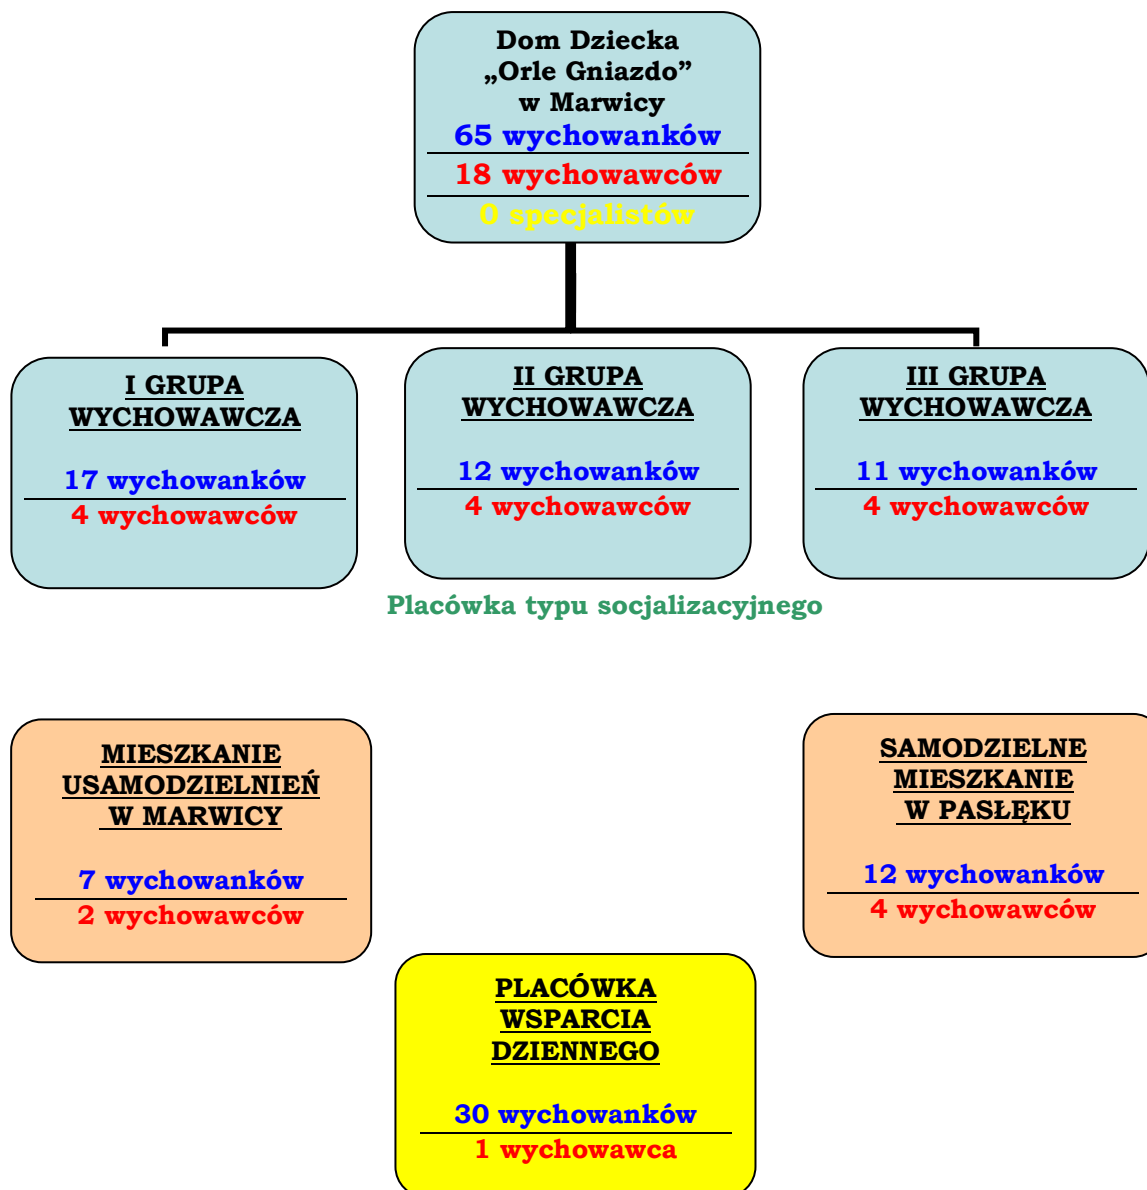 Dom Dziecka
„Orle Gniazdo”
w Marwicy
65 wychowanków
18 wychowawców
0 specjalistów
I GRUPA
WYCHOWAWCZA
17 wychowanków
4 wychowawców
II GRUPA
WYCHOWAWCZA
12 wychowanków
4 wychowawców
III GRUPA
WYCHOWAWCZA
11 wychowanków
4 wychowawców
Placówka typu socjalizacyjnego
MIESZKANIE
USAMODZIELNIEŃ
W MARWICY
7 wychowanków
2 wychowawców
SAMODZIELNE
MIESZKANIE
W PASŁĘKU
12 wychowanków
4 wychowawców
PLACÓWKA
WSPARCIA
DZIENNEGO
30 wychowanków
1 wychowawca